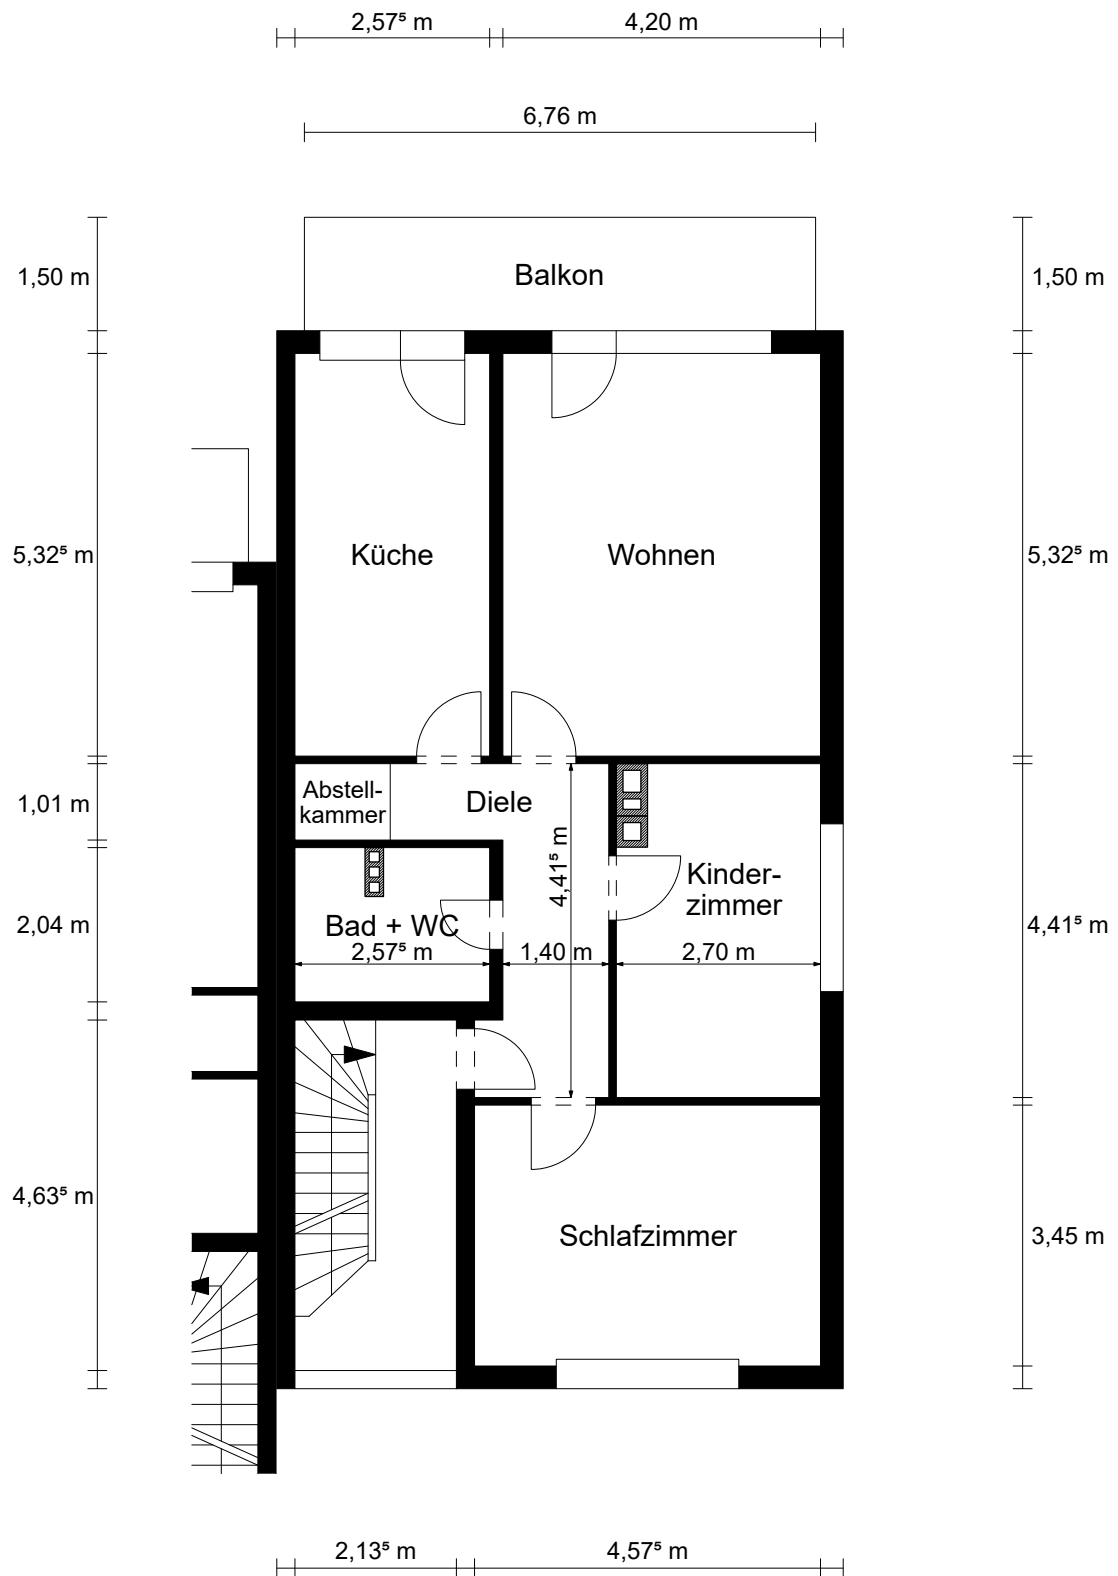 2,57⁵ m
4,20 m
6,76 m
1,50 m
Balkon
1,50 m
5,32⁵ m
Küche
Wohnen
5,32⁵ m
1,01 m
Abstell-
kammer
Diele
4,41⁵ m
Kinder-
zimmer
2,04 m
Bad + WC
4,41⁵ m
2,57⁵ m
1,40 m
2,70 m
4,63⁵ m
Schlafzimmer
3,45 m
2,13⁵ m
4,57⁵ m